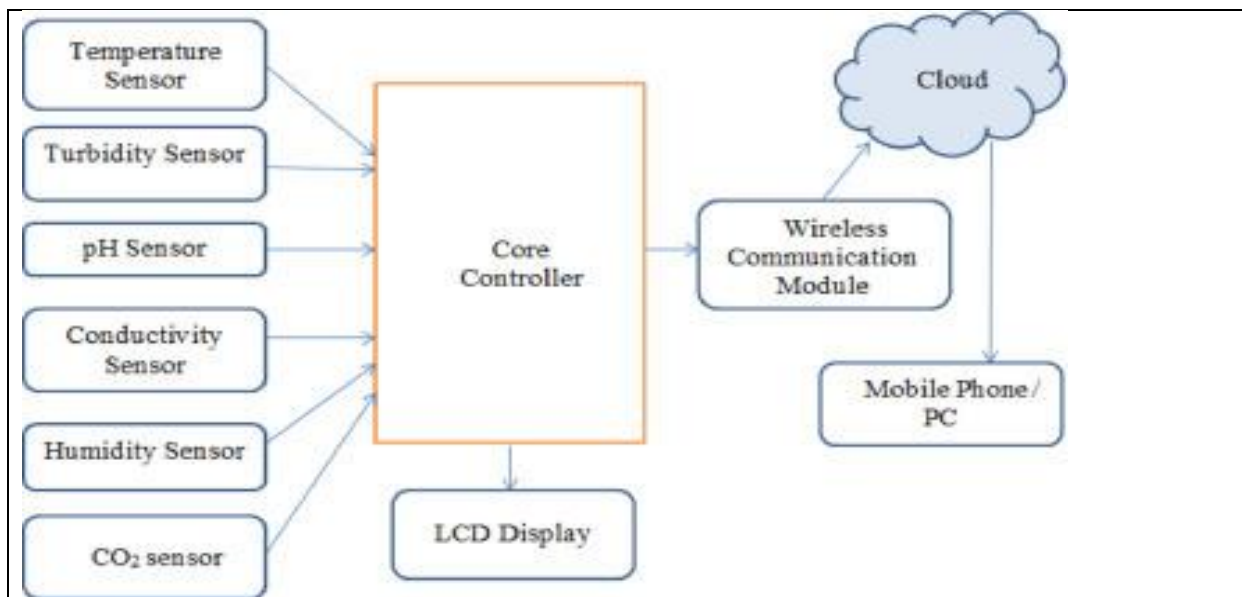 Temperature
Sensor
Turbidity Sensor
pH Sensor
Conductivity
Sensor
Humidity Sensor
CO₂ sensor
Core
Controller
LCD Display
Wireless
Communication
Module
Cloud
Mobile Phone /
PC